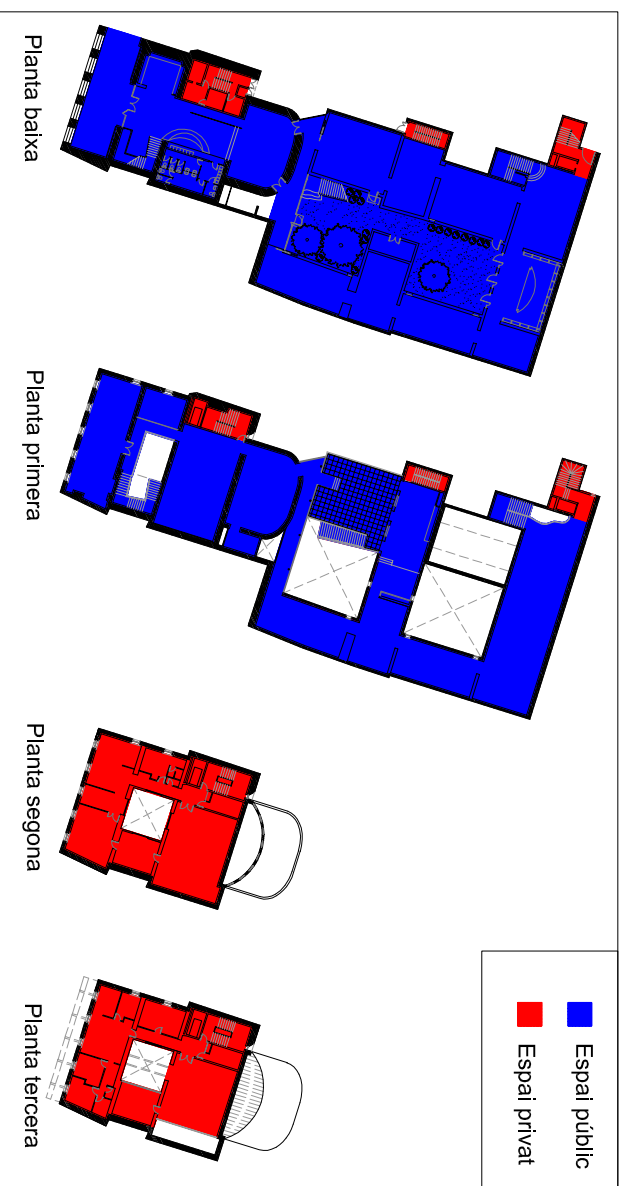 Planta baixa
Planta primera
Planta segona
Planta tercera
Espai públic
Espai privat